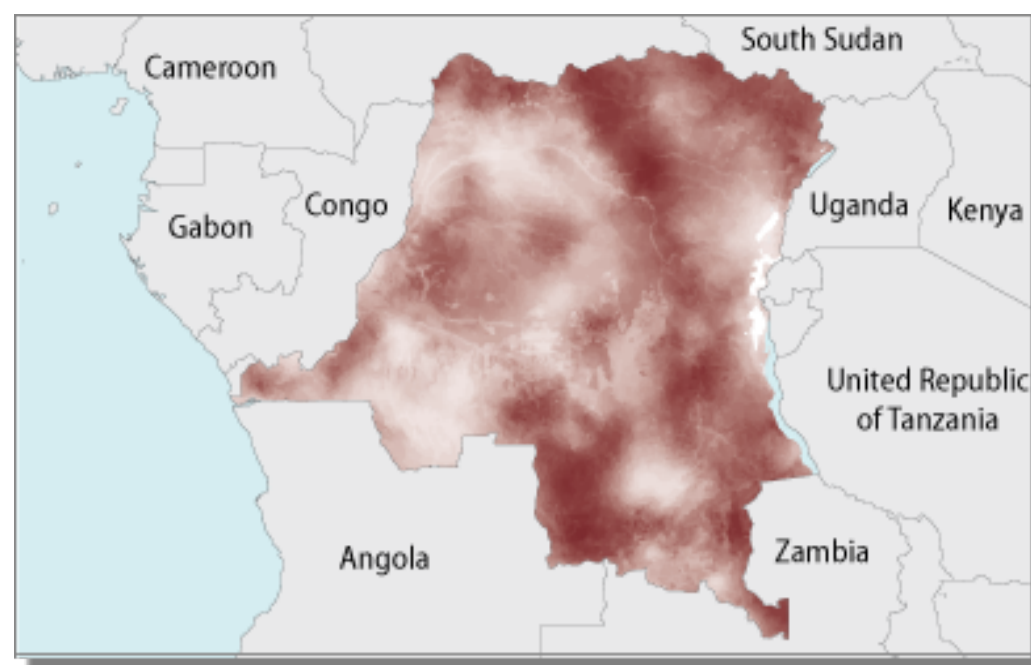 South Sudan
Cameroon
Congo
Uganda
Kenya
Gabon
United Republic
of Tanzania
Angola
Zambia